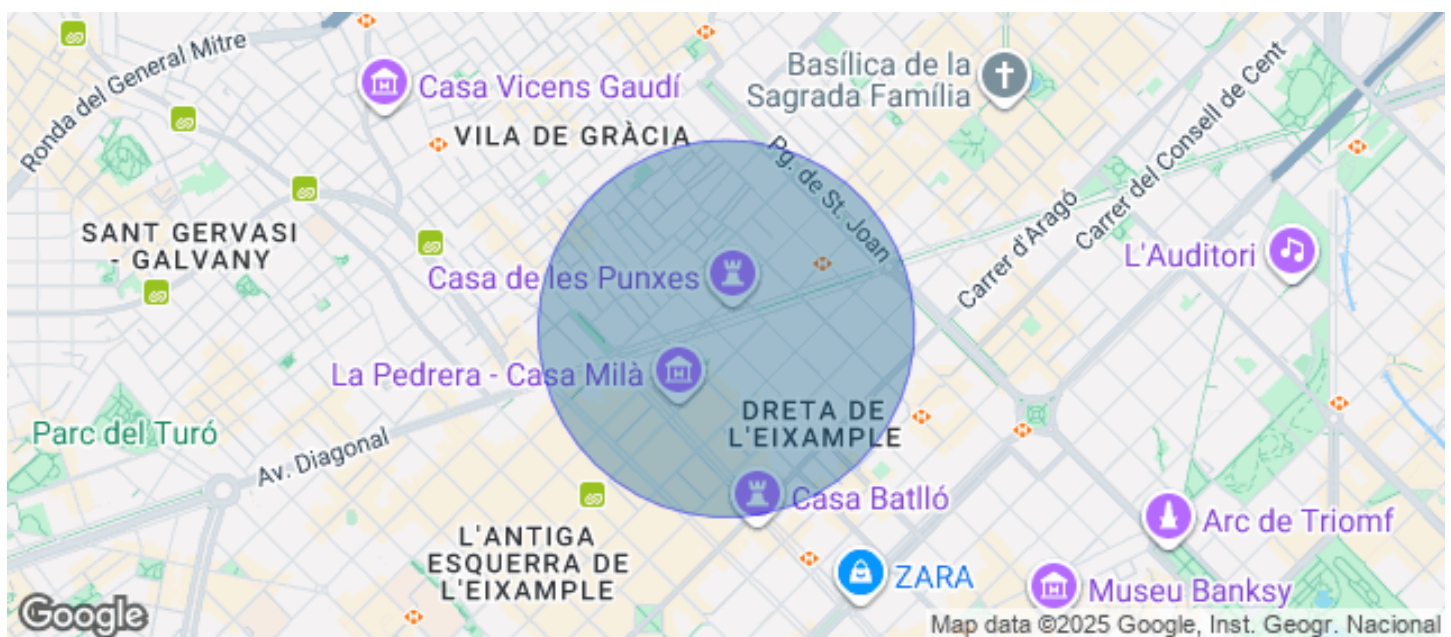 Ronda del General Mitre
Casa Vicens Gaudí
VILA DE GRÀCIA
Basílica de la
Sagrada Família
Pg. de St. Joan
Carrer del Consell de Cent
Carrer d'Aragó
SANT GERVASI
- GALVANY
L'Auditori
Casa de les Punxes
La Pedrera - Casa Milà
DRETA DE
L'EIXAMPLE
Parc del Turó
Av. Diagonal
Casa Batlló
Arc de Triomf
L'ANTIGA
ESQUERRA DE
L'EIXAMPLE
ZARA
Museu Banksy
Google
Map data ©2025 Google, Inst. Geogr. Nacional